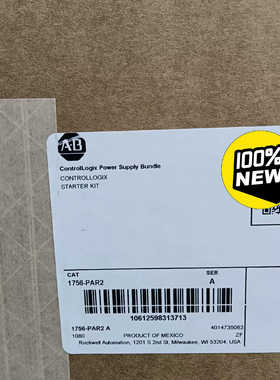 AB
ControlLogix Power Supply Bundle
CONTROLLOGIX
STARTER KIT
100%
NEW
CAT
SER
1756-PAR2
A
10612598313713
1756-PAR2 A
4014735083
1080
PRODUCT OF MEXICO
ZF
Rockwell Automation, 1201 S 2nd St, Milwaukee, WI 53204, USA